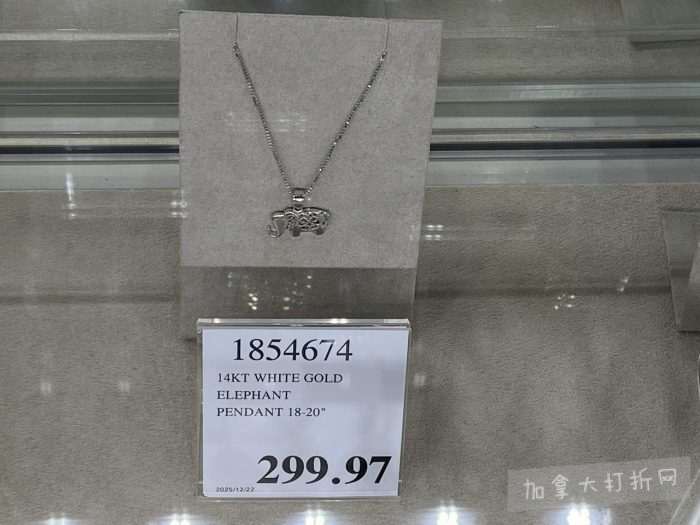 1854674
14KT WHITE GOLD
ELEPHANT
PENDANT 18-20"
299.97
2025/12/22
加拿大打折网